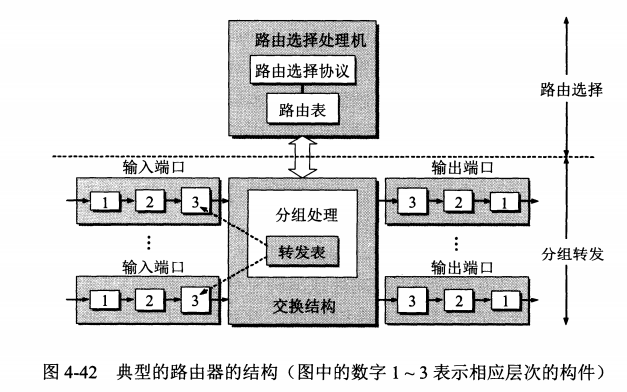 路由选择处理机
路由选择协议
路由表
路由选择
输入端口
输出端口
1 2 3
分组处理
3 2 1
转发表
分组转发
输入端口
输出端口
1 2 3
交换结构
3 2 1
图 4-42 典型的路由器的结构（图中的数字 1~3 表示相应层次的构件）